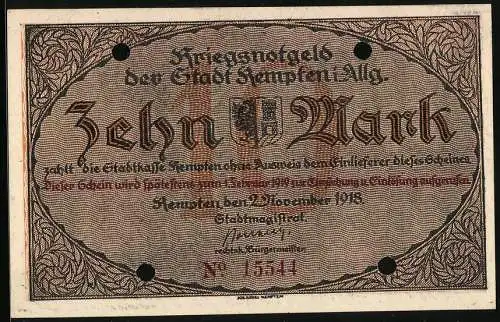 Kriegsnotgeld
der Stadt Kempten i. Allg.
Zehn Mark
zahlt die Stadtkasse Kempten ohne Ausweis dem Einlieferer dieses Scheines
Dieser Schein wird spätestens zum 1. Februar 1919 zur Einziehung u. Einlösung aufgerufen
Kempten, den 2. November 1918.
Stadtmagistrat.
rechtsk. Bürgermeister
No 15544